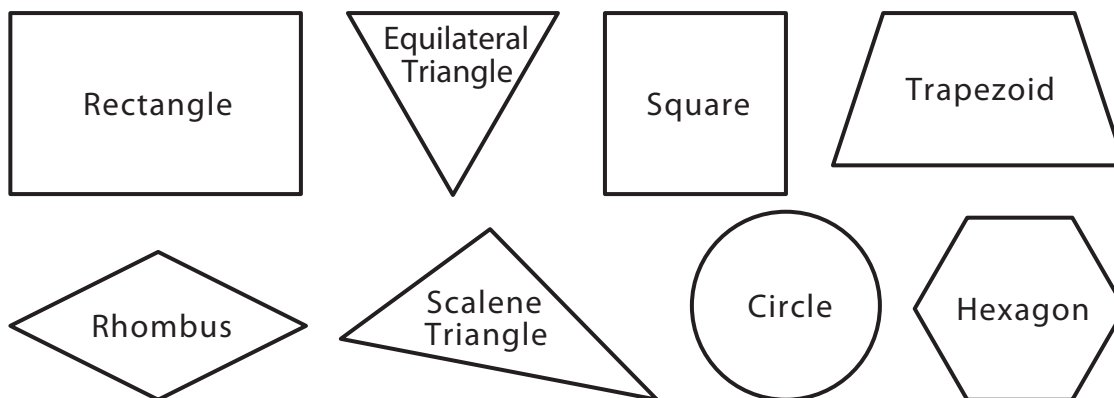 Rectangle
Equilateral
Triangle
Square
Trapezoid
Rhombus
Scalene
Triangle
Circle
Hexagon